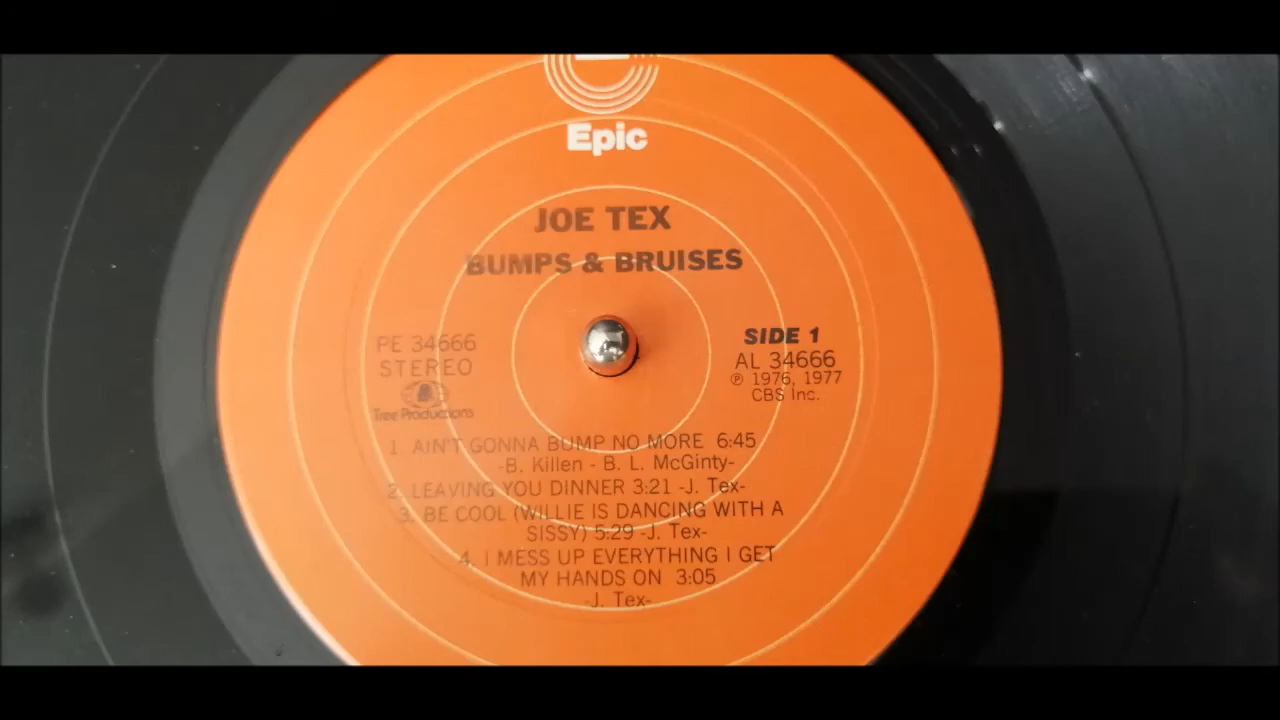 Epic
JOE TEX
BUMPS & BRUISES
PE 34666
STEREO
Tree Productions
SIDE 1
AL 34666
℗ 1976, 1977
CBS Inc.
1. AIN'T GONNA BUMP NO MORE 6:45
-B. Killen - B. L. McGinty-
2. LEAVING YOU DINNER 3:21 -J. Tex-
3. BE COOL (WILLIE IS DANCING WITH A
SISSY) 5:29 -J. Tex-
4. I MESS UP EVERYTHING I GET
MY HANDS ON 3:05
-J. Tex-